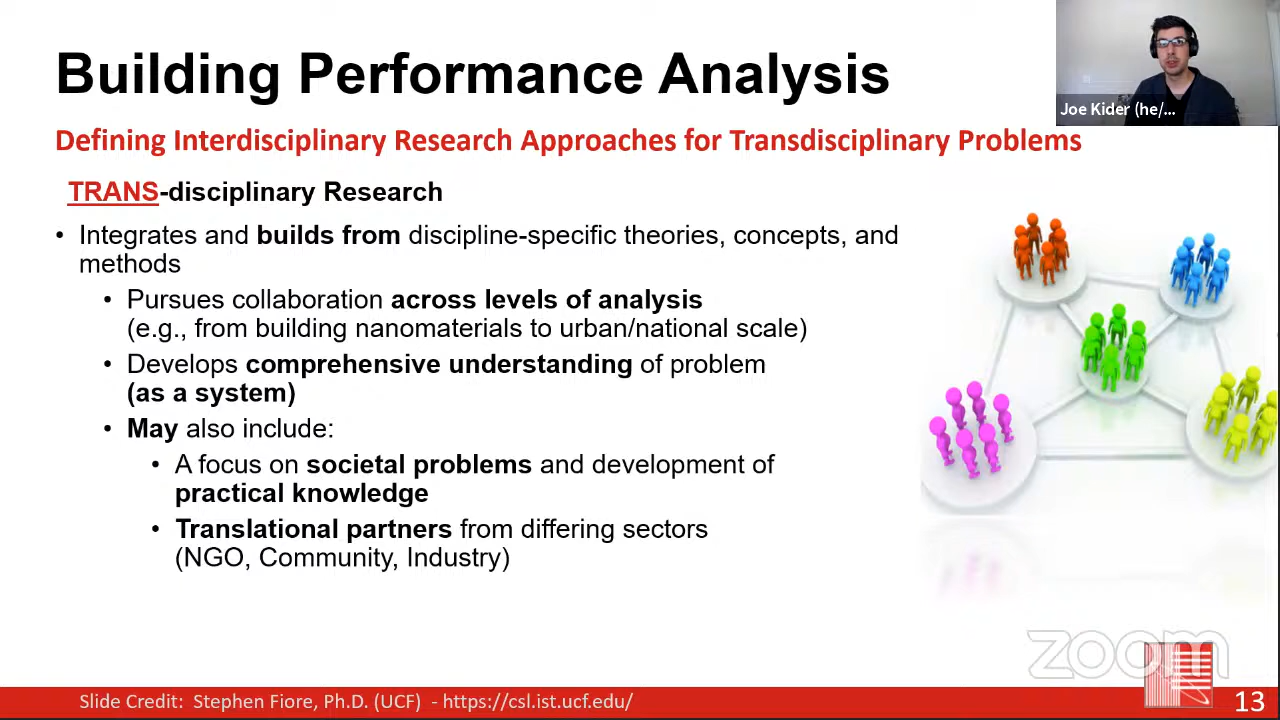 Building Performance Analysis
Joe Kider (he/...
Defining Interdisciplinary Research Approaches for Transdisciplinary Problems
TRANS-disciplinary Research
• Integrates and builds from discipline-specific theories, concepts, and
methods
• Pursues collaboration across levels of analysis
(e.g., from building nanomaterials to urban/national scale)
• Develops comprehensive understanding of problem
(as a system)
• May also include:
• A focus on societal problems and development of
practical knowledge
• Translational partners from differing sectors
(NGO, Community, Industry)
zoom
Slide Credit: Stephen Fiore, Ph.D. (UCF) - https://csl.ist.ucf.edu/
13